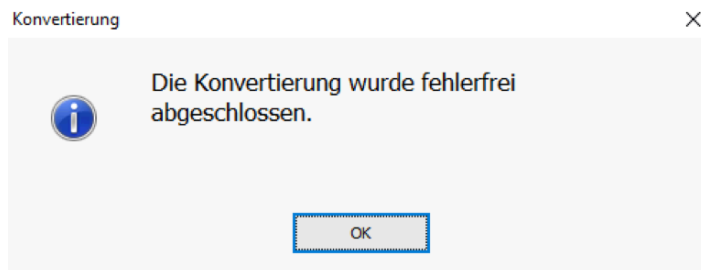 Konvertierung
Die Konvertierung wurde fehlerfrei
abgeschlossen.
OK